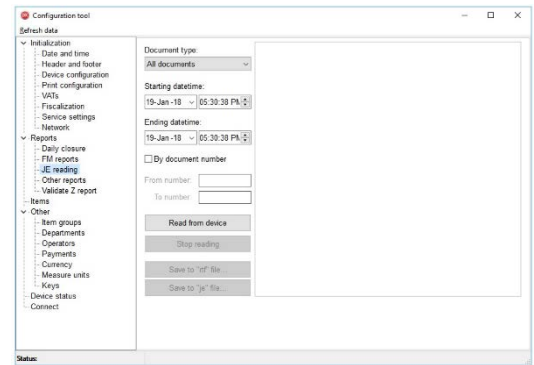 Configuration tool
Refresh data
Initialization
Date and time
Header and footer
Device configuration
Print configuration
VATs
Fiscalization
Service settings
Network
Reports
Daily closure
FM reports
JE reading
Other reports
Validate Z report
Items
Other
Item groups
Departments
Operators
Payments
Currency
Measure units
Keys
Device status
Connect
Document type:
All documents
Starting datetime:
19-Jan-18 05:30:38 PM
Ending datetime:
19-Jan-18 05:30:38 PM
By document number
From number:
To number:
Read from device
Stop reading
Save to "rtf" file...
Save to "je" file...
Status: